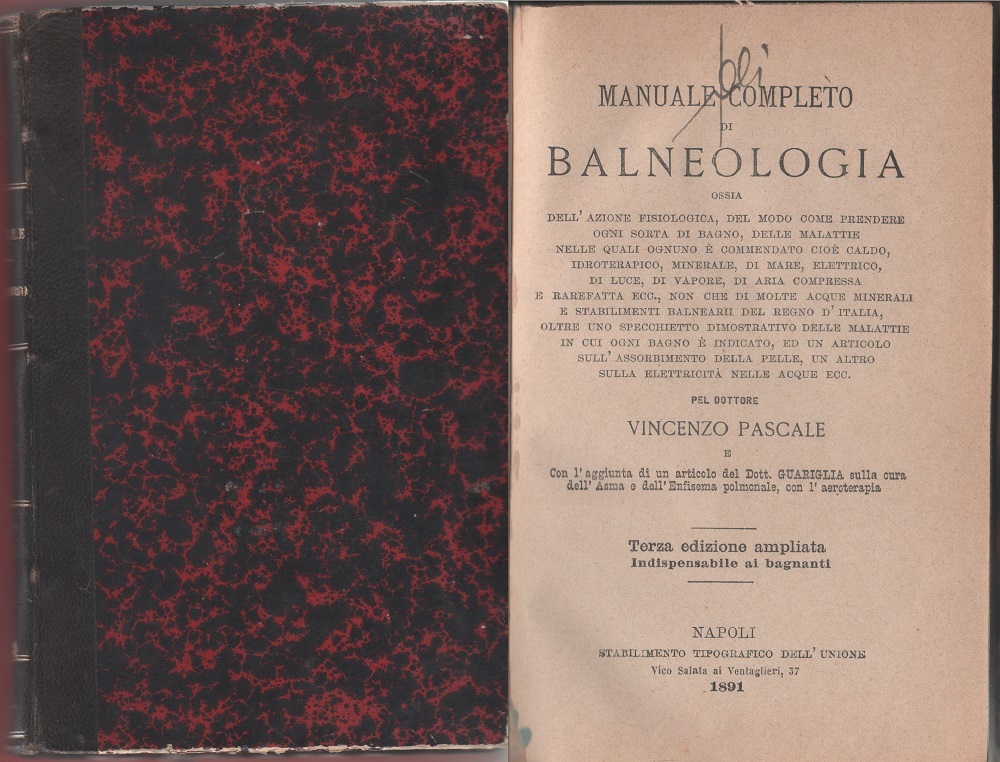 MANUALE COMPLETO
DI
BALNEOLOGIA
OSSIA
DELL' AZIONE FISIOLOGICA, DEL MODO COME PRENDERE
OGNI SORTA DI BAGNO, DELLE MALATTIE
NELLE QUALI OGNUNO È COMMENDATO CIOÈ CALDO,
IDROTERAPICO, MINERALE, DI MARE, ELETTRICO,
DI LUCE, DI VAPORE, DI ARIA COMPRESSA
E RAREFATTA ECC., NON CHE DI MOLTE ACQUE MINERALI
E STABILIMENTI BALNEARII DEL REGNO D' ITALIA,
OLTRE UNO SPECCHIETTO DIMOSTRATIVO DELLE MALATTIE
IN CUI OGNI BAGNO È INDICATO, ED UN ARTICOLO
SULL' ASSORBIMENTO DELLA PELLE, UN ALTRO
SULLA ELETTRICITÀ NELLE ACQUE ECC.
PEL DOTTORE
VINCENZO PASCALE
E
Con l' aggiunta di un articolo del Dott. GUARIGLIA sulla cura
dell' Asma e dell' Enfisema polmonale, con l' aeroterapia
Terza edizione ampliata
Indispensabile ai bagnanti
NAPOLI
STABILIMENTO TIPOGRAFICO DELL' UNIONE
Vico Salata ai Ventaglieri, 37
1891